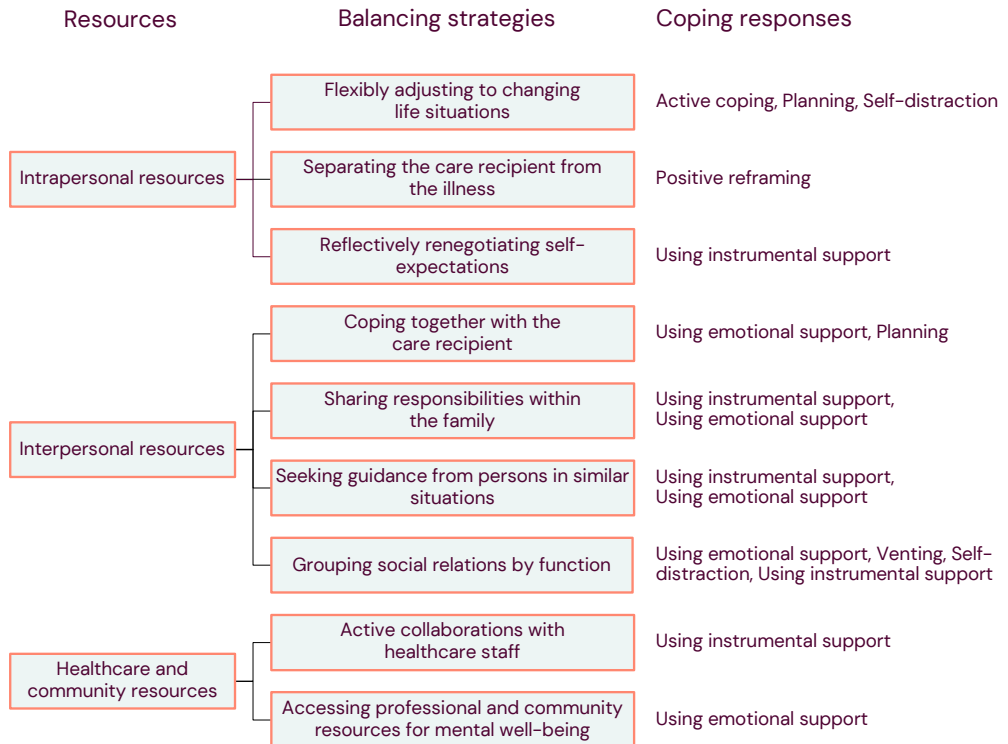 Resources
Balancing strategies
Coping responses
Flexibly adjusting to changing
life situations
Active coping, Planning, Self-distraction
Intrapersonal resources
Separating the care recipient from
the illness
Positive reframing
Reflectively renegotiating self-
expectations
Using instrumental support
Coping together with the
care recipient
Using emotional support, Planning
Sharing responsibilities within
the family
Using instrumental support,
Using emotional support
Interpersonal resources
Seeking guidance from persons in similar
situations
Using instrumental support,
Using emotional support
Grouping social relations by function
Using emotional support, Venting, Self-
distraction, Using instrumental support
Active collaborations with
healthcare staff
Using instrumental support
Healthcare and
community resources
Accessing professional and community
resources for mental well-being
Using emotional support